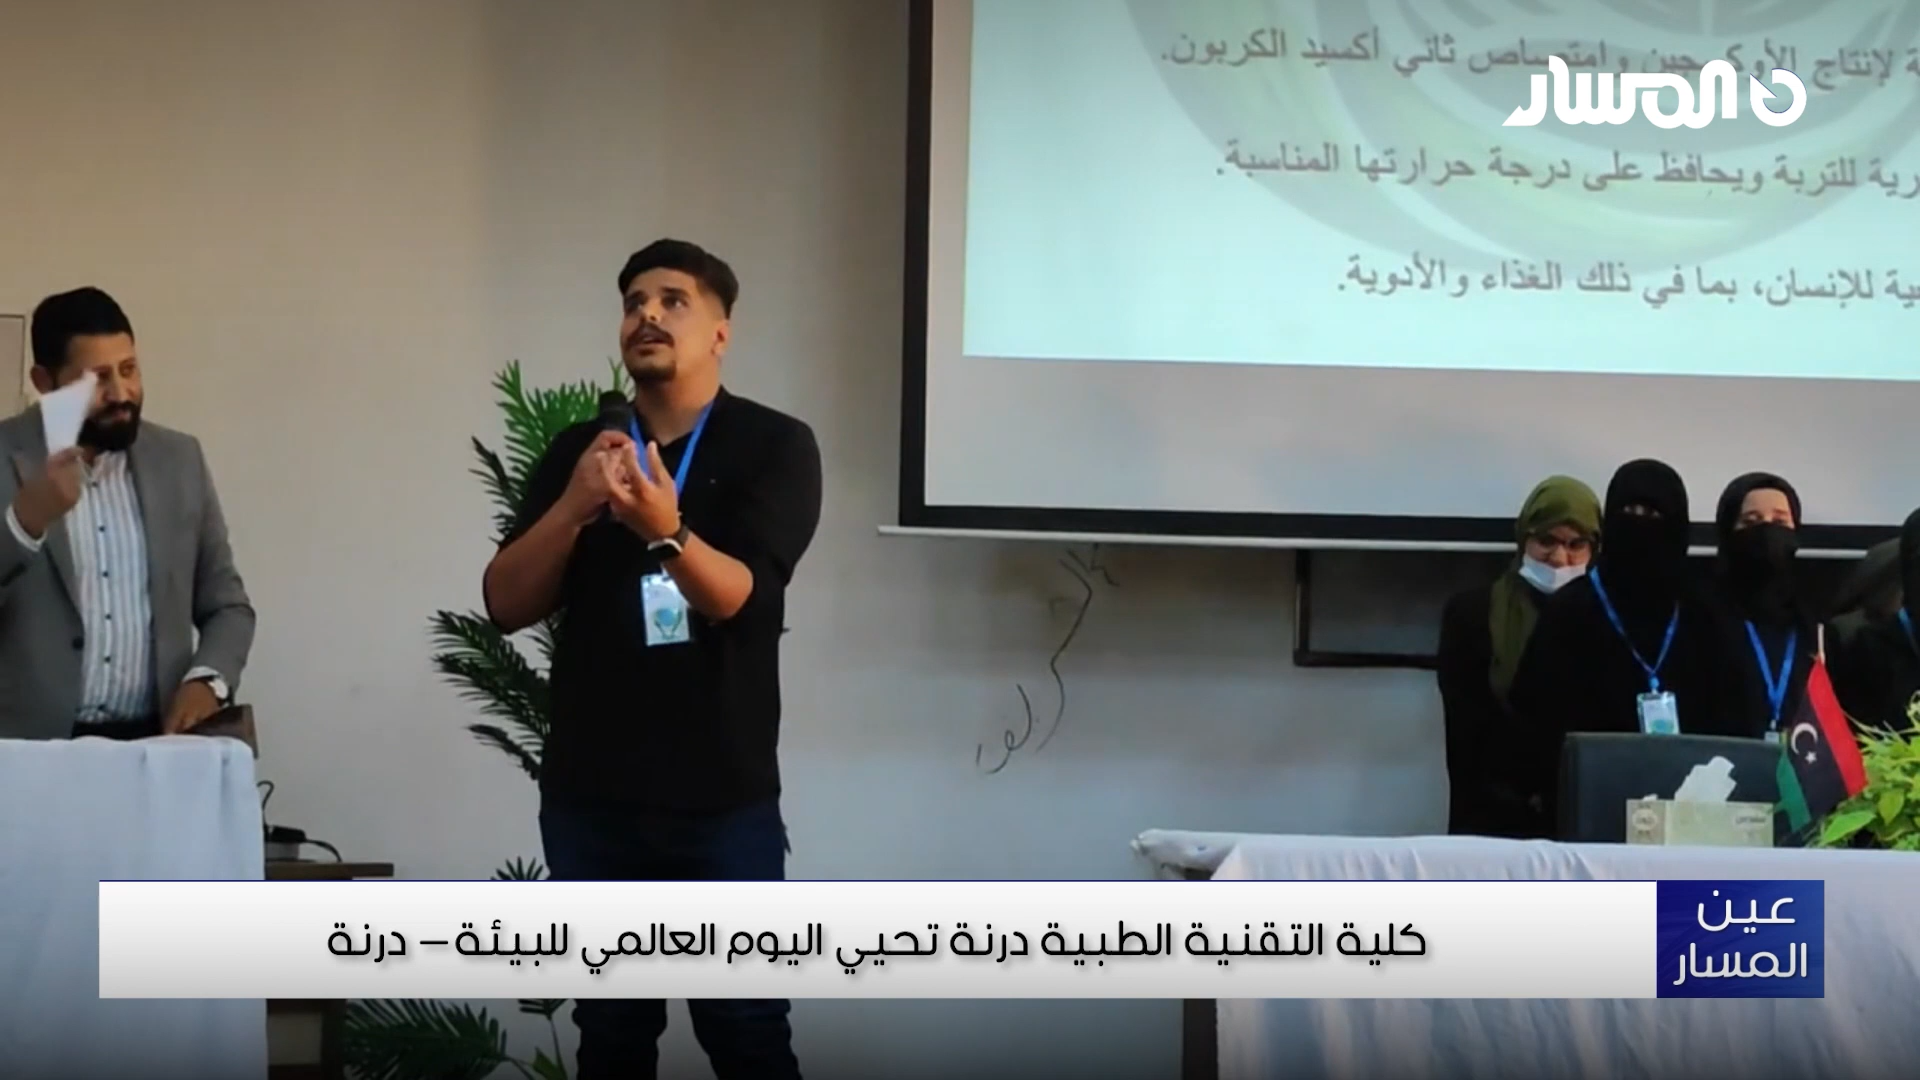 لإنتاج الأوكسجين وامتصاص ثاني أكسيد الكربون.
المسار
للتربة ويحافظ على درجة حرارتها المناسبة.
للإنسان، بما في ذلك الغذاء والأدوية.
عين
المسار
كلية التقنية الطبية درنة تحيي اليوم العالمي للبيئة – درنة